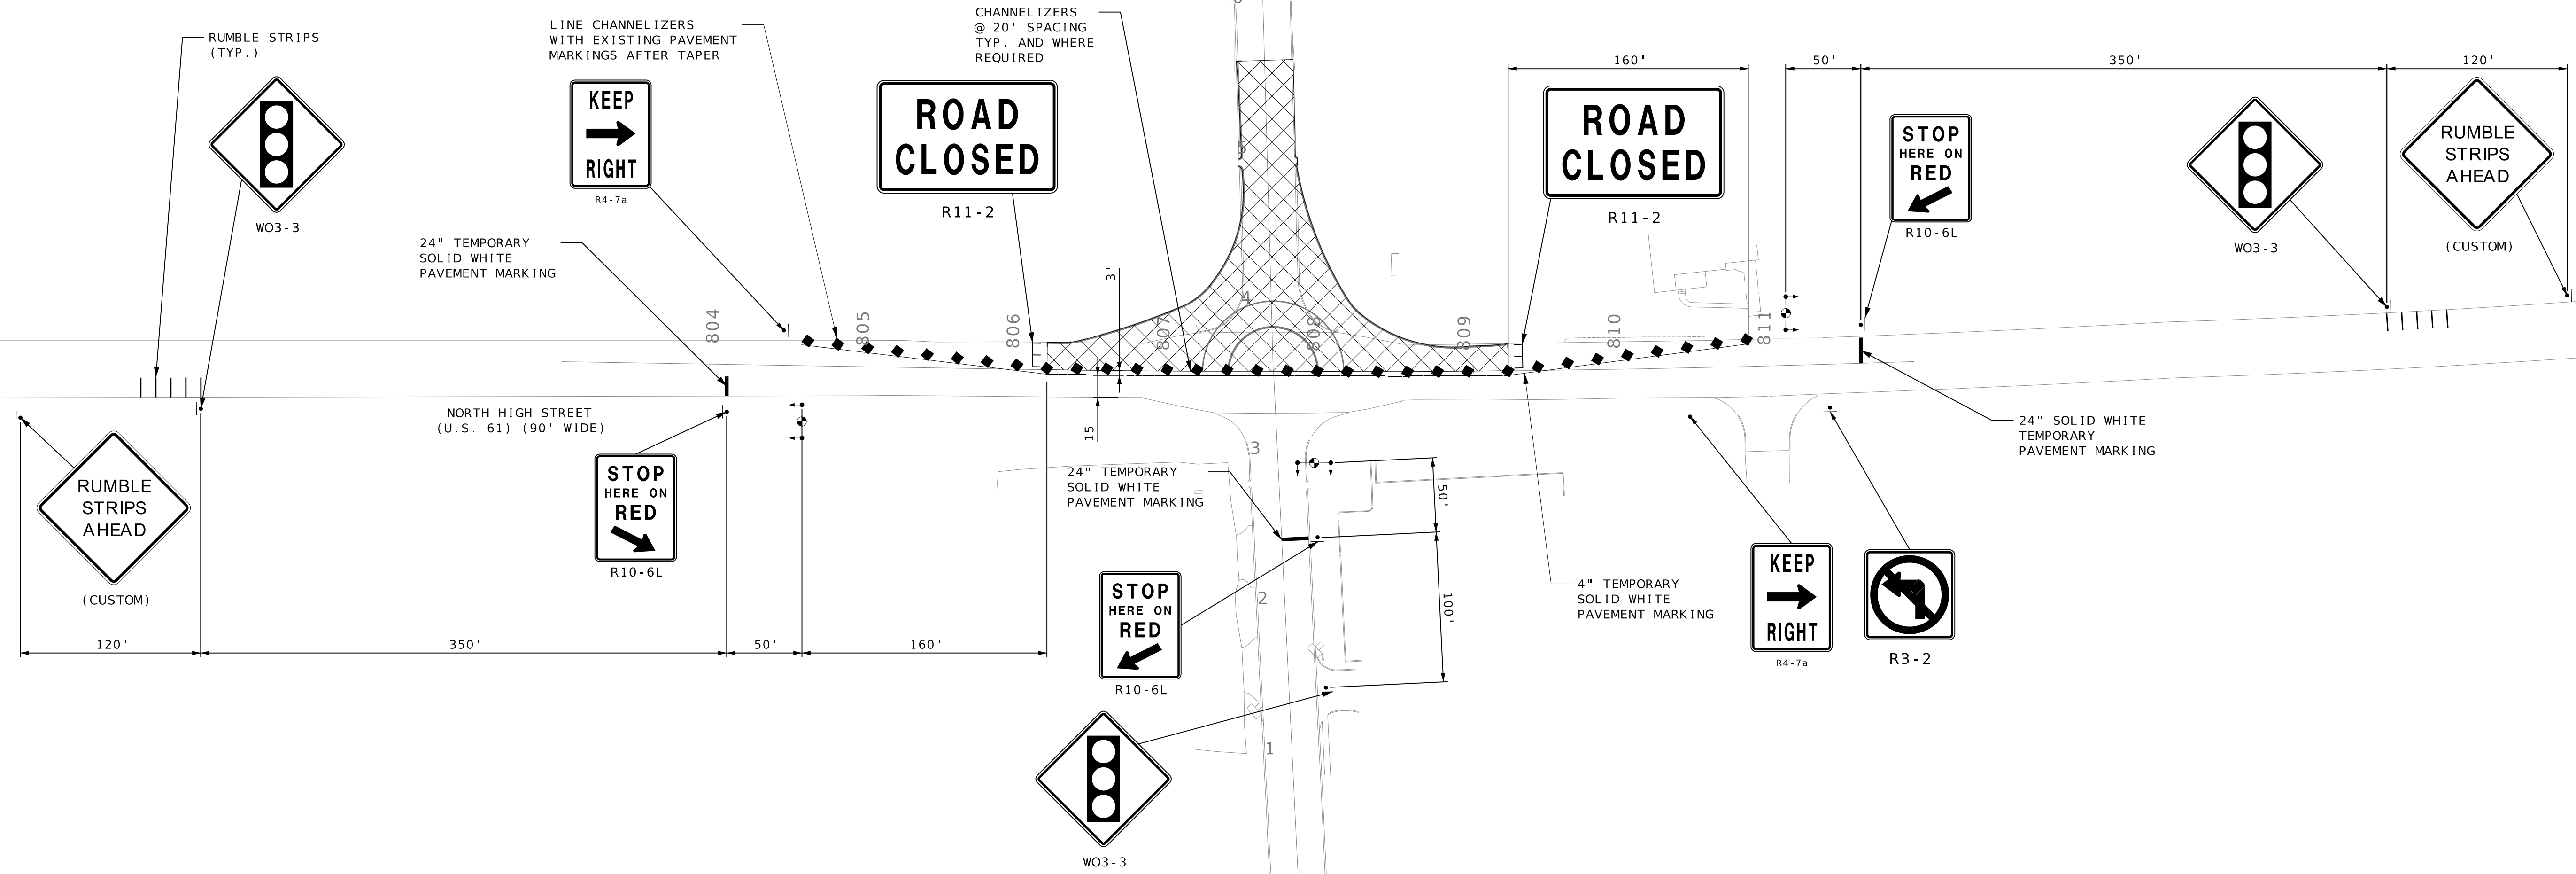 RUMBLE STRIPS
(TYP.)
WO3-3
LINE CHANNELIZERS
WITH EXISTING PAVEMENT
MARKINGS AFTER TAPER
KEEP
RIGHT
R4-7a
24" TEMPORARY
SOLID WHITE
PAVEMENT MARKING
ROAD
CLOSED
R11-2
CHANNELIZERS
@ 20' SPACING
TYP. AND WHERE
REQUIRED
ROAD
CLOSED
R11-2
160'
50'
350'
120'
STOP
HERE ON
RED
R10-6L
WO3-3
RUMBLE
STRIPS
AHEAD
(CUSTOM)
3'
15'
804
805
806
807
808
809
810
811
5
4
3
2
1
NORTH HIGH STREET
(U.S. 61) (90' WIDE)
RUMBLE
STRIPS
AHEAD
(CUSTOM)
STOP
HERE ON
RED
R10-6L
120'
350'
50'
160'
24" TEMPORARY
SOLID WHITE
PAVEMENT MARKING
50'
100'
STOP
HERE ON
RED
R10-6L
WO3-3
4" TEMPORARY
SOLID WHITE
PAVEMENT MARKING
KEEP
RIGHT
R4-7a
R3-2
24" SOLID WHITE
TEMPORARY
PAVEMENT MARKING